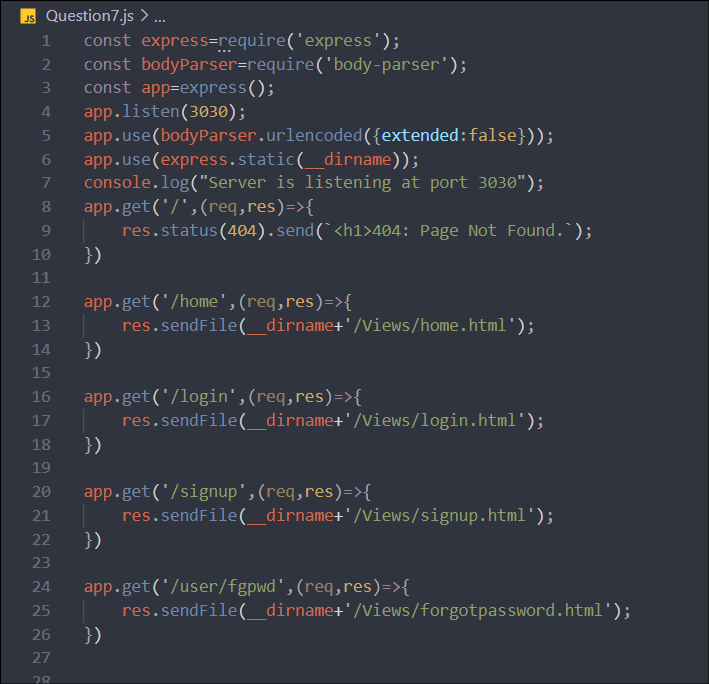 JS Question7.js > ...
1 const express=require('express');
2 const bodyParser=require('body-parser');
3 const app=express();
4 app.listen(3030);
5 app.use(bodyParser.urlencoded({extended:false}));
6 app.use(express.static(__dirname));
7 console.log("Server is listening at port 3030");
8 app.get('/',(req,res)=>{
9     res.status(404).send(`<h1>404: Page Not Found.`);
10 })
11
12 app.get('/home',(req,res)=>{
13     res.sendFile(__dirname+'/Views/home.html');
14 })
15
16 app.get('/login',(req,res)=>{
17     res.sendFile(__dirname+'/Views/login.html');
18 })
19
20 app.get('/signup',(req,res)=>{
21     res.sendFile(__dirname+'/Views/signup.html');
22 })
23
24 app.get('/user/fgpwd',(req,res)=>{
25     res.sendFile(__dirname+'/Views/forgotpassword.html');
26 })
27
28